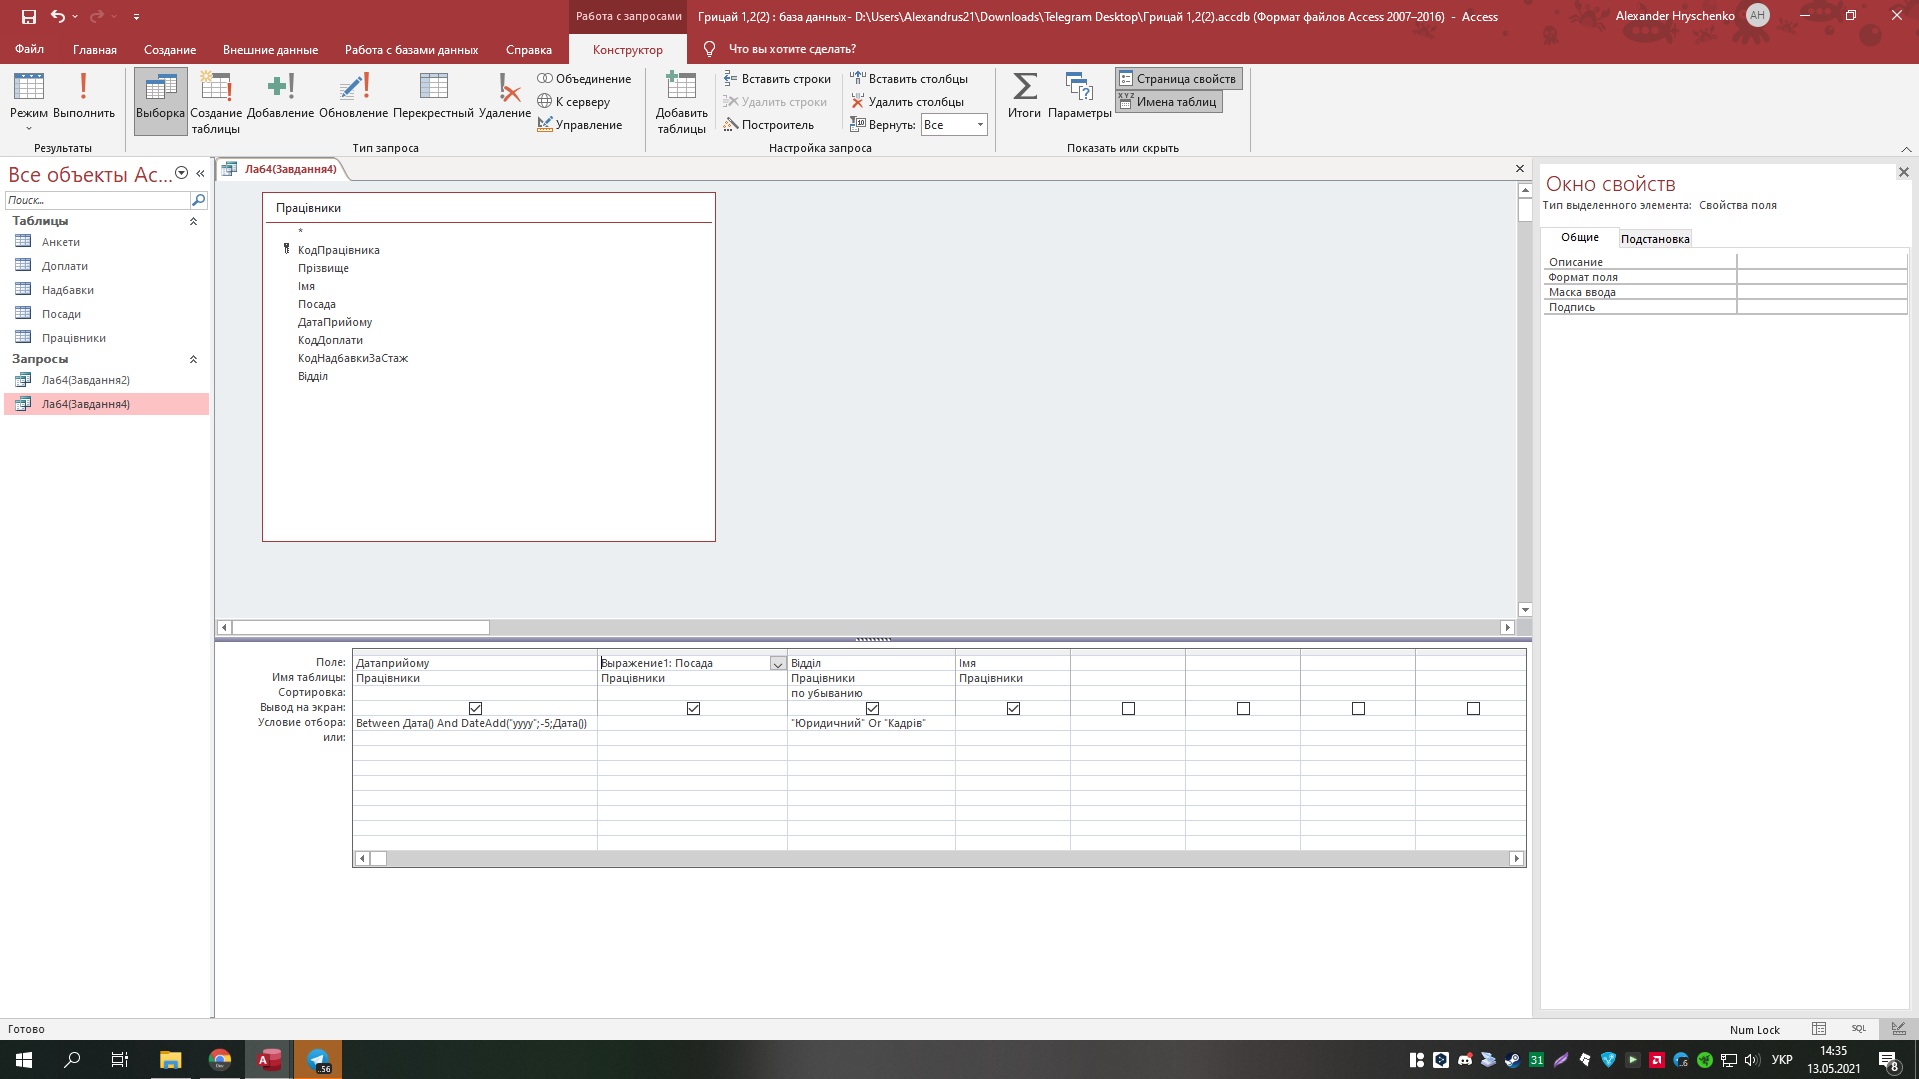 Работа с запросами
Грицай 1,2(2) : база данных- D:\Users\Alexandrus21\Downloads\Telegram Desktop\Грицай 1,2(2).accdb (Формат файлов Access 2007–2016) - Access
Alexander Hryschenko
AH
Файл Главная Создание Внешние данные Работа с базами данных Справка Конструктор Что вы хотите сделать?
Режим
Выполнить
Результаты
Выборка
Создание таблицы
Добавление
Обновление
Перекрестный
Удаление
Объединение
К серверу
Управление
Тип запроса
Добавить таблицы
Вставить строки
Удалить строки
Построитель
Вставить столбцы
Удалить столбцы
Вернуть: Все
Настройка запроса
Итоги
Параметры
Страница свойств
Имена таблиц
Показать или скрыть
Все объекты Ac...
Поиск...
Таблицы
Анкети
Доплати
Надбавки
Посади
Працівники
Запросы
Лаб4(Завдання2)
Лаб4(Завдання4)
Лаб4(Завдання4)
Працівники
*
КодПрацівника
Прізвище
Імя
Посада
ДатаПрийому
КодДоплати
КодНадбавкиЗаСтаж
Відділ
Поле: Датаприйому Выражение1: Посада Відділ Імя
Имя таблицы: Працівники Працівники Працівники Працівники
Сортировка: по убыванию
Вывод на экран:
Условие отбора: Between Дата() And DateAdd("yyyy";-5;Дата()) "Юридичний" Or "Кадрів"
или:
Окно свойств
Тип выделенного элемента: Свойства поля
Общие Подстановка
Описание
Формат поля
Маска ввода
Подпись
Готово
Num Lock
SQL
..56
31
УКР
14:35
13.05.2021
8